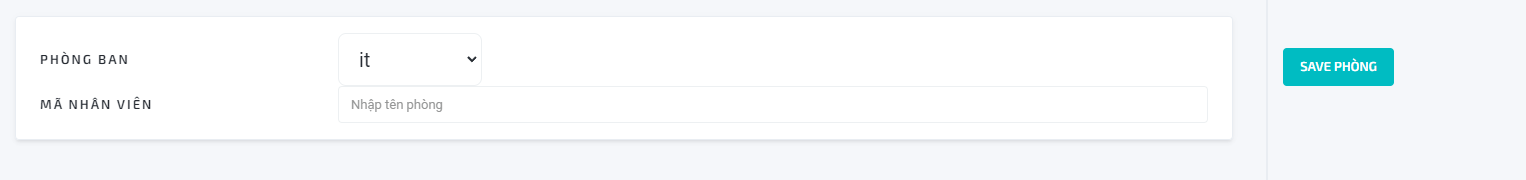 PHÒNG BAN
it
SAVE PHÒNG
MÃ NHÂN VIÊN
Nhập tên phòng